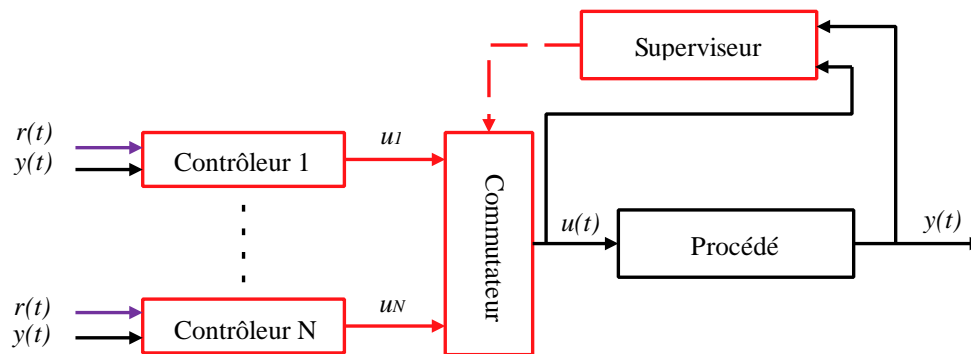 Superviseur
r(t)
y(t)
Contrôleur 1
u1
Commutateur
u(t)
Procédé
y(t)
r(t)
y(t)
Contrôleur N
uN